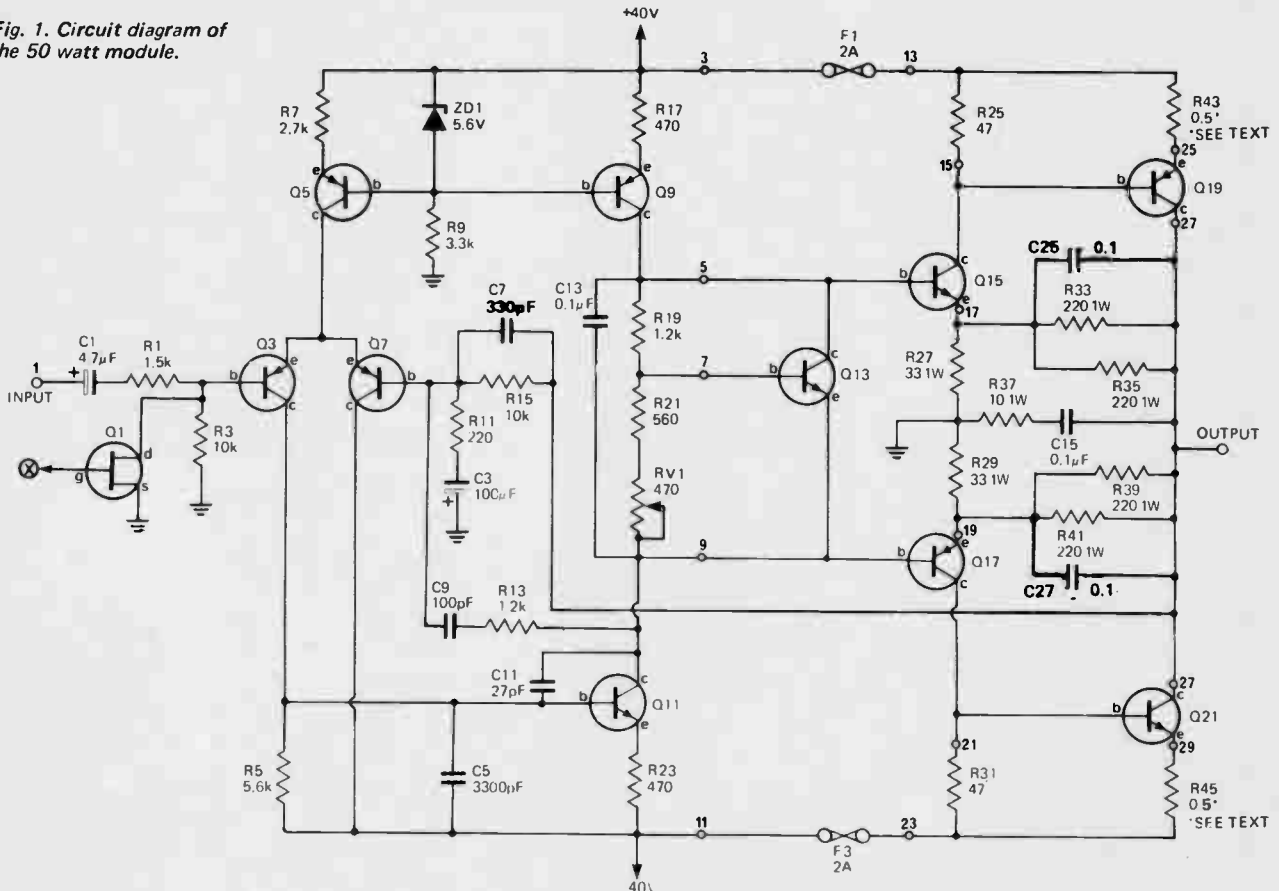 Fig. 1. Circuit diagram of
the 50 watt module.
+40V
F1
2A
3
13
R7
2.7k
ZD1
5.6V
R17
470
R25
47
R43
0.5*
*SEE TEXT
25
15
e
Q5
b
c
b
Q9
e
c
b
e
Q19
c
27
R9
3.3k
C25 0.1
5
C13
0.1µF
C7
330pF
b
c
Q15
e
17
R33
220 1W
R19
1.2k
C1
4.7µF
R1
1.5k
Q3
Q7
1
INPUT
+
b
e
c
e
b
c
R15
10k
7
b
c
Q13
e
R27
33 1W
R35
220 1W
R11
220
R21
560
R37
10 1W
OUTPUT
Q1
d
g
s
X
R3
10k
C15
0.1µF
C3
100µF
+
RV1
470
R29
33 1W
R39
220 1W
9
19
e
b
Q17
c
R41
220 1W
C27 0.1
C9
100pF
R13
1.2k
C11
27pF
b
c
Q11
e
27
c
b
Q21
e
29
21
R5
5.6k
C5
3300pF
R23
470
R31
47
R45
0.5*
*SEE TEXT
11
23
F3
2A